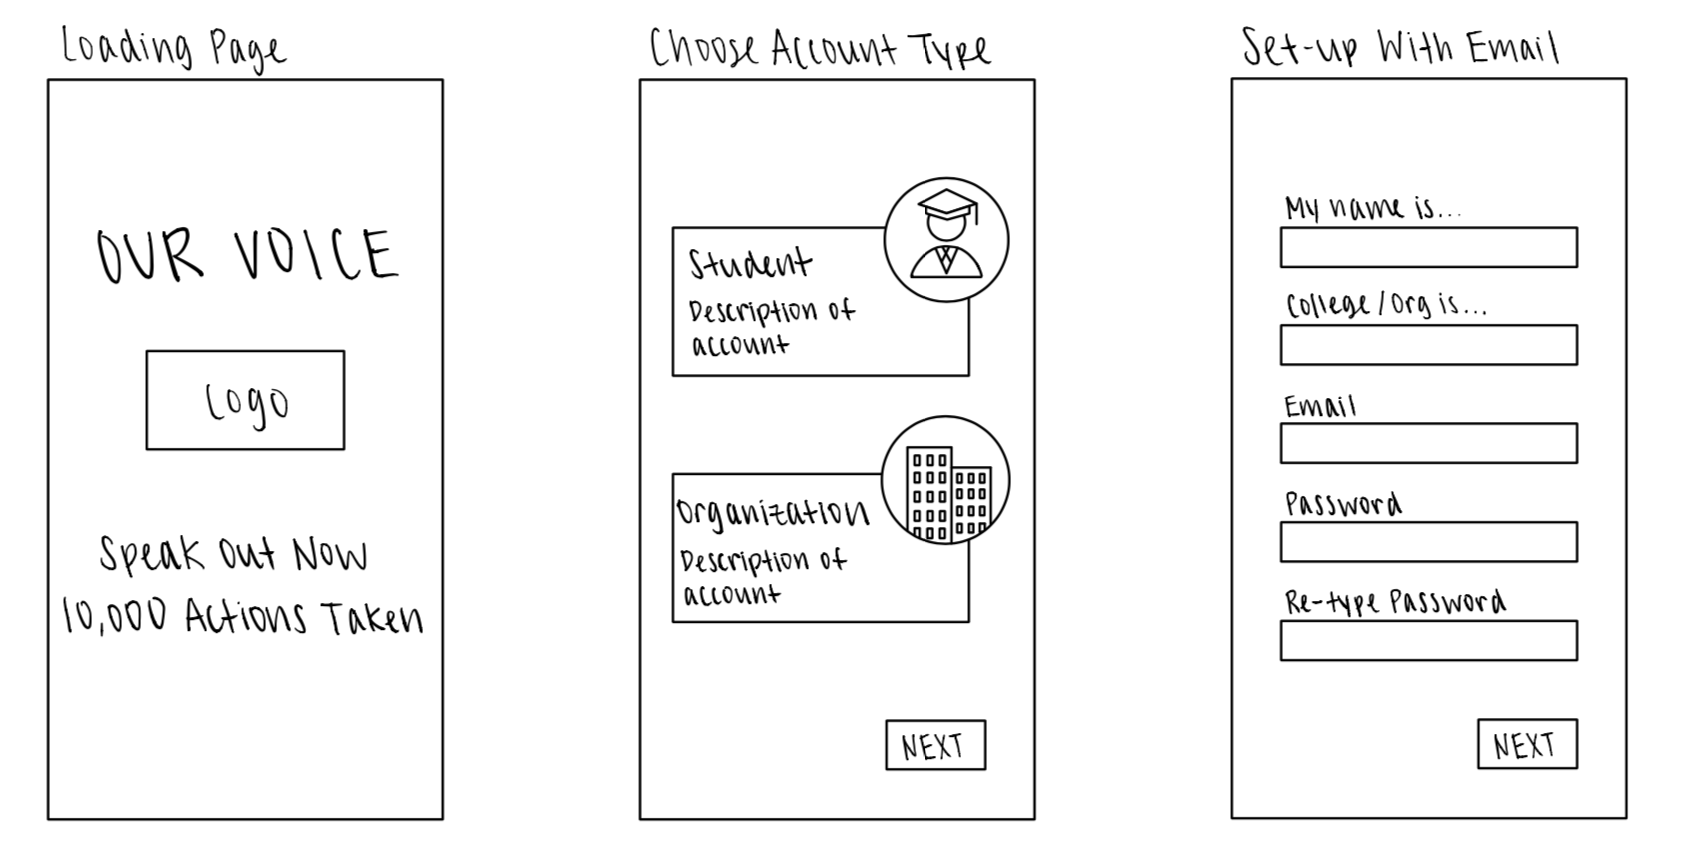 Loading Page
OUR VOICE
Logo
Speak Out Now
10,000 Actions Taken
Choose Account Type
Student
Description of
account
Organization
Description of
account
NEXT
Set-up With Email
My name is...
College/Org is...
Email
Password
Re-type Password
NEXT